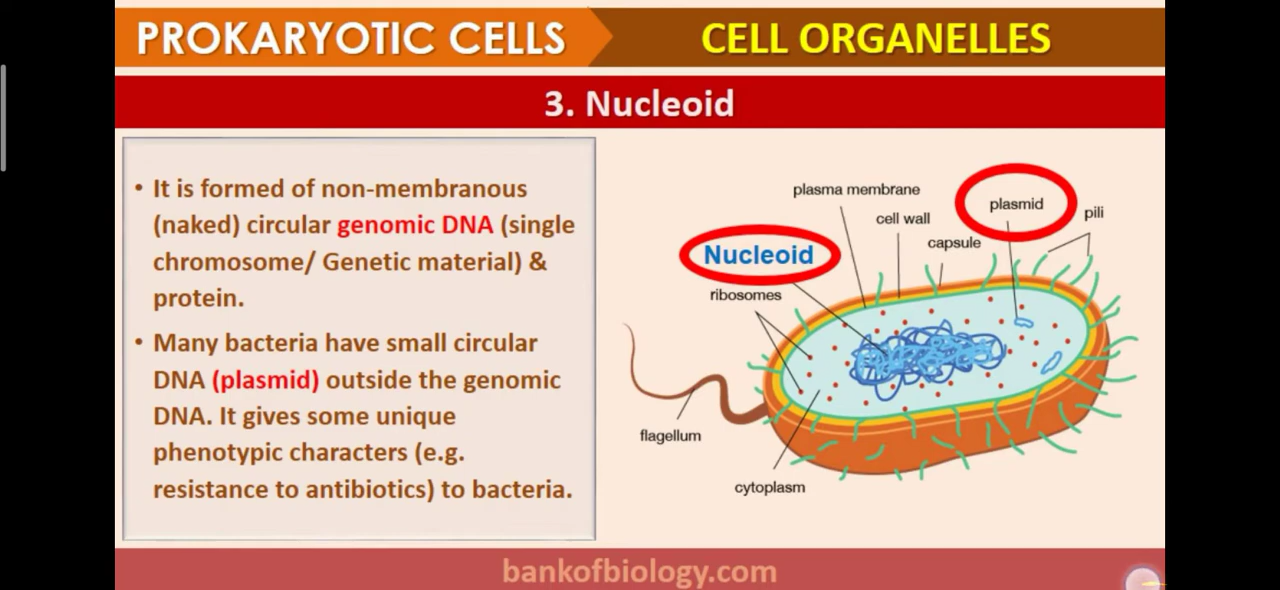 PROKARYOTIC CELLS
CELL ORGANELLES
3. Nucleoid
• It is formed of non-membranous
(naked) circular genomic DNA (single
chromosome/ Genetic material) &
protein.
• Many bacteria have small circular
DNA (plasmid) outside the genomic
DNA. It gives some unique
phenotypic characters (e.g.
resistance to antibiotics) to bacteria.
plasma membrane
cell wall
capsule
plasmid
pili
Nucleoid
ribosomes
flagellum
cytoplasm
bankofbiology.com